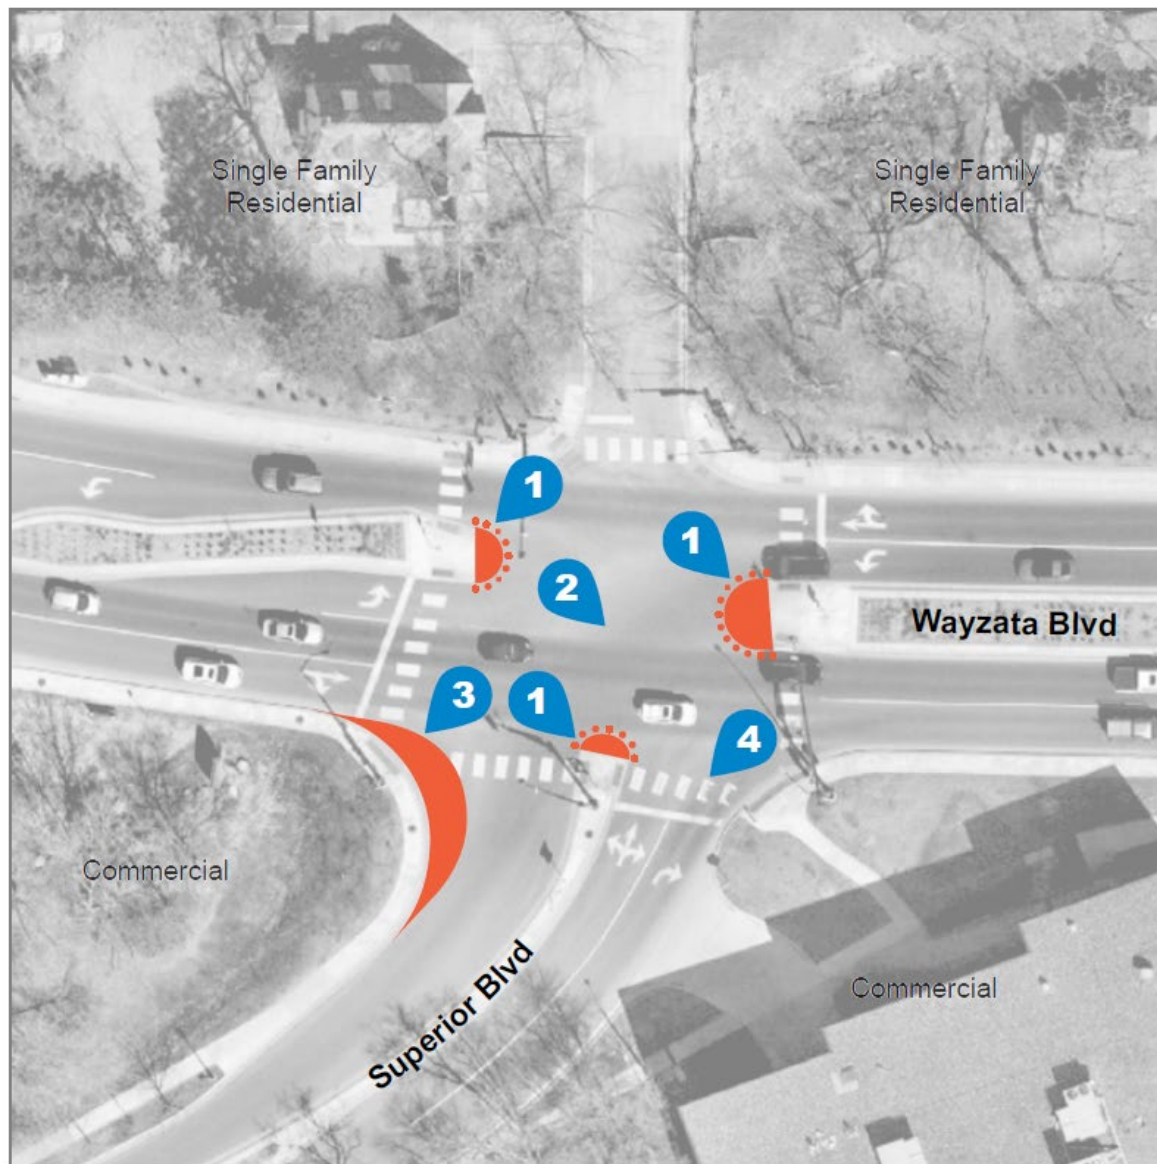 Single Family
Residential
Single Family
Residential
1
1
2
Wayzata Blvd
3
1
4
Commercial
Superior Blvd
Commercial